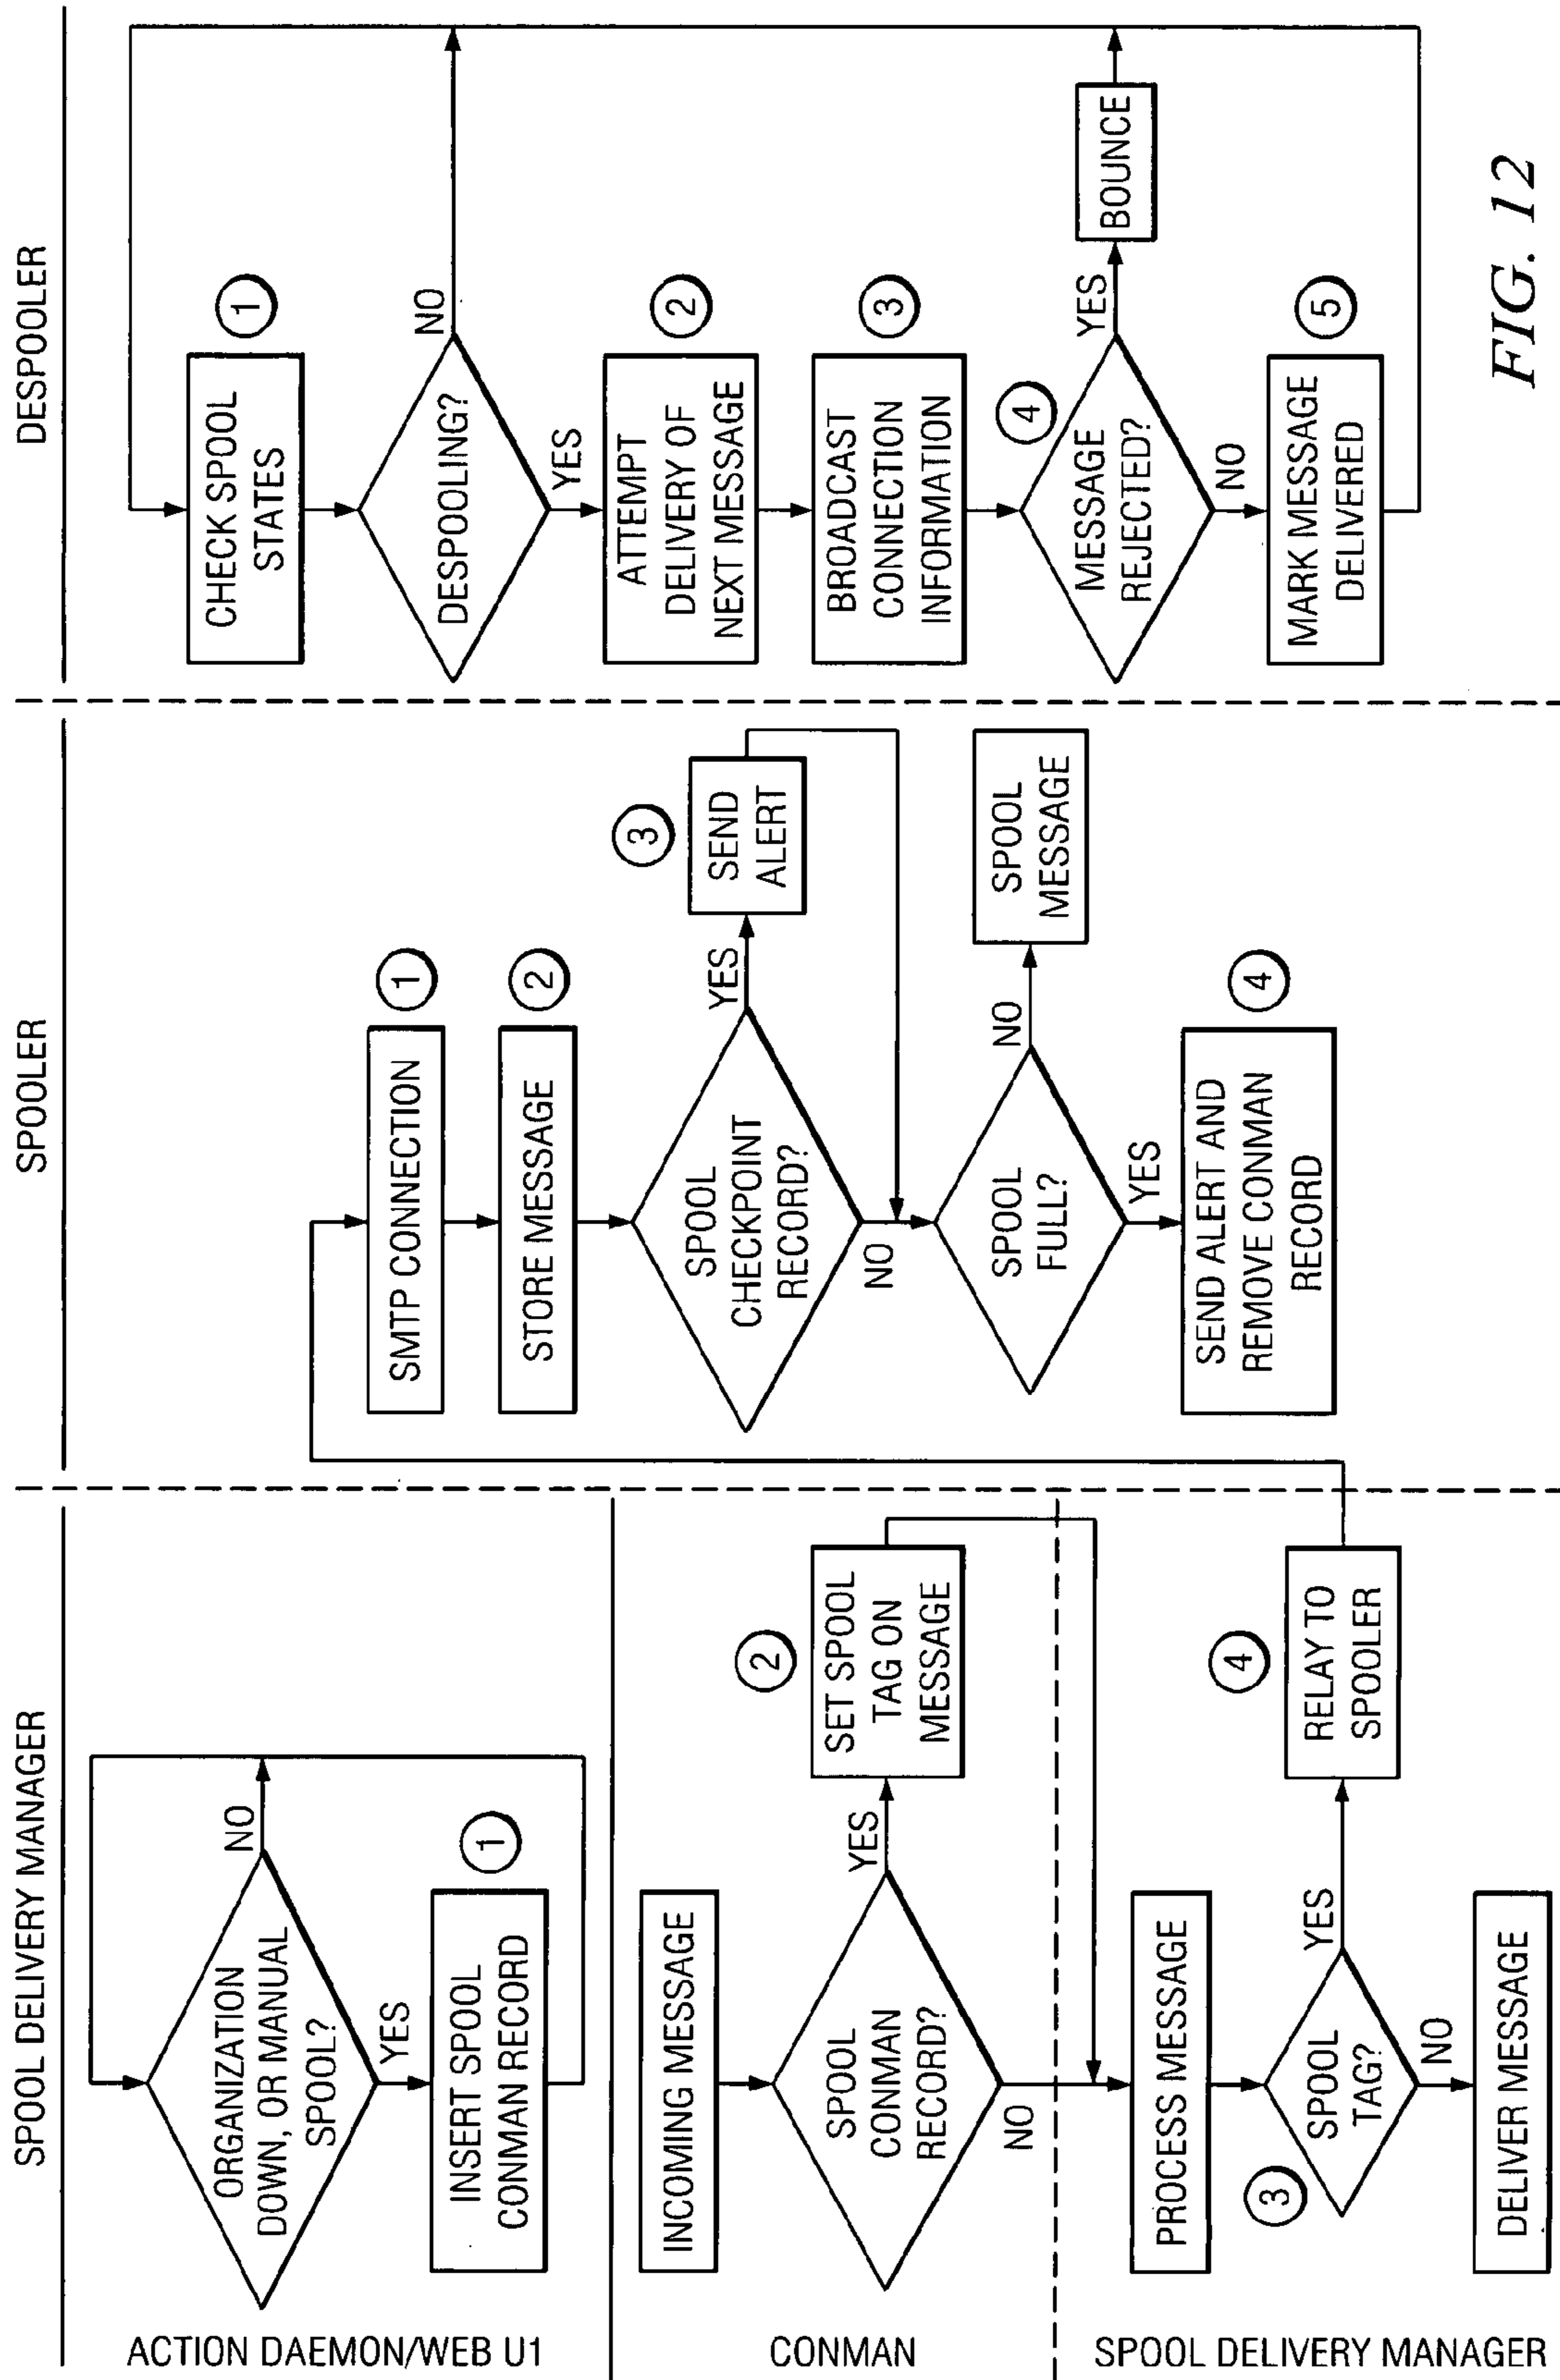 SPOOL DELIVERY MANAGER
ACTION DAEMON/WEB U1
ORGANIZATION
DOWN, OR MANUAL
SPOOL?
NO
YES
1
INSERT SPOOL
CONMAN RECORD
CONMAN
INCOMING MESSAGE
SPOOL
CONMAN
RECORD?
YES
NO
2
SET SPOOL
TAG ON
MESSAGE
SPOOL DELIVERY MANAGER
PROCESS MESSAGE
3
SPOOL
TAG?
YES
NO
4
RELAY TO
SPOOLER
DELIVER MESSAGE
SPOOLER
1
SMTP CONNECTION
2
STORE MESSAGE
SPOOL
CHECKPOINT
RECORD?
YES
NO
3
SEND
ALERT
SPOOL
FULL?
NO
YES
SPOOL
MESSAGE
4
SEND ALERT AND
REMOVE CONMAN
RECORD
DESPOOLER
1
CHECK SPOOL
STATES
DESPOOLING?
NO
YES
2
ATTEMPT
DELIVERY OF
NEXT MESSAGE
3
BROADCAST
CONNECTION
INFORMATION
4
MESSAGE
REJECTED?
YES
NO
BOUNCE
5
MARK MESSAGE
DELIVERED
FIG. 12